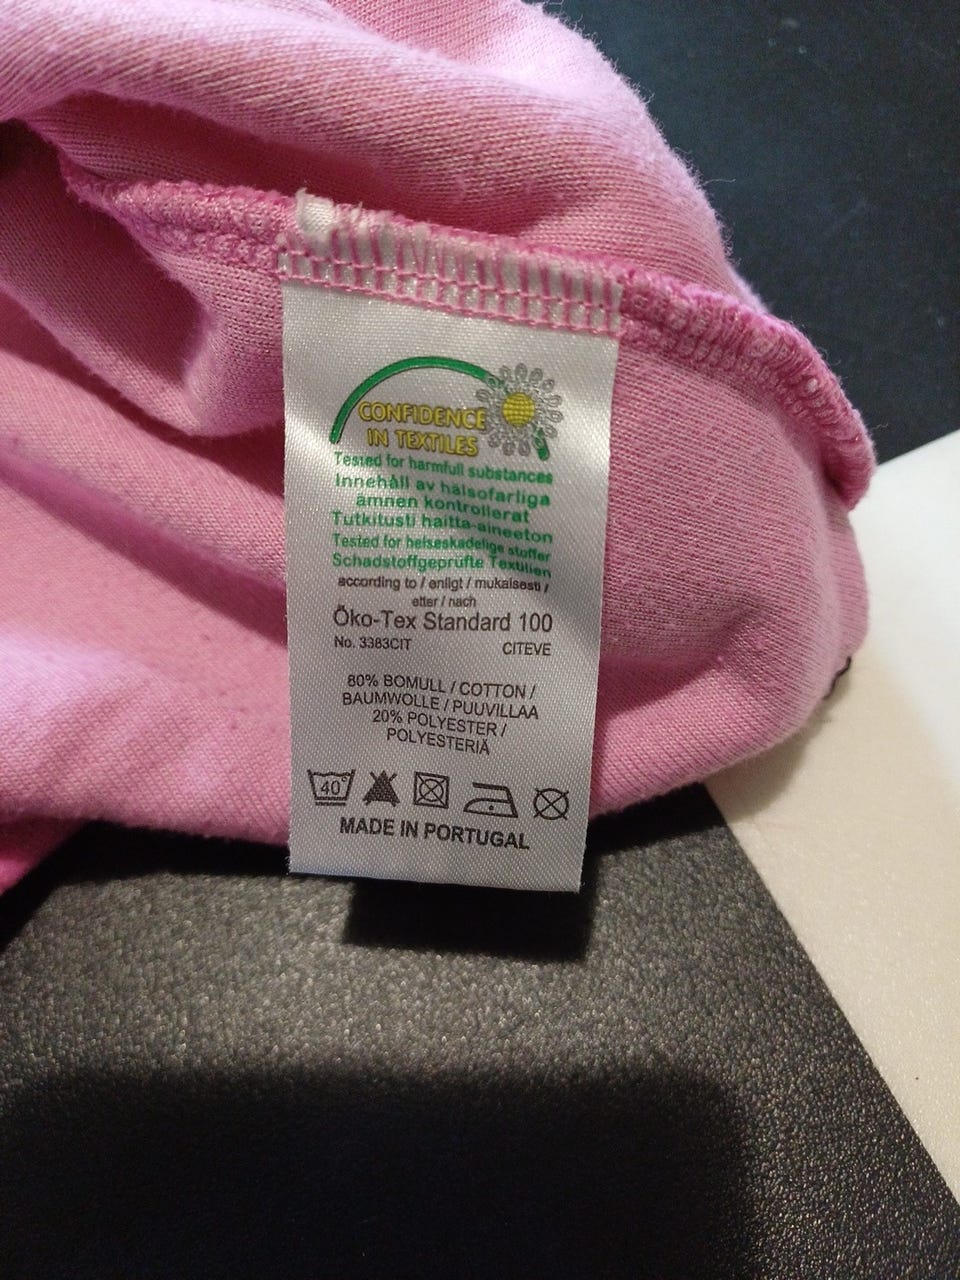 CONFIDENCE
IN TEXTILES
Tested for harmfull substances
Innehåll av hälsofarliga
ämnen kontrollerat
Tutkitusti haitta-aineeton
Tested for helseskadelige stoffer
Schadstoffgeprüfte Textilien
according to / enligt / mukaisesti /
etter / nach
Öko-Tex Standard 100
No. 3383CIT CITEVE
80% BOMULL / COTTON /
BAUMWOLLE / PUUVILLAA
20% POLYESTER /
POLYESTERIÄ
40°
MADE IN PORTUGAL